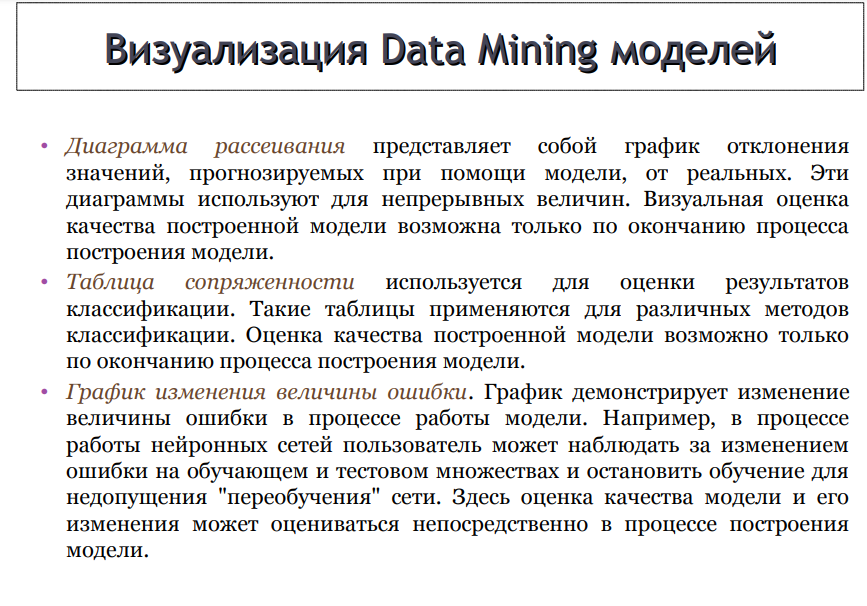 Визуализация Data Mining моделей
• Диаграмма рассеивания представляет собой график отклонения
значений, прогнозируемых при помощи модели, от реальных. Эти
диаграммы используют для непрерывных величин. Визуальная оценка
качества построенной модели возможна только по окончанию процесса
построения модели.
• Таблица сопряженности используется для оценки результатов
классификации. Такие таблицы применяются для различных методов
классификации. Оценка качества построенной модели возможно только
по окончанию процесса построения модели.
• График изменения величины ошибки. График демонстрирует изменение
величины ошибки в процессе работы модели. Например, в процессе
работы нейронных сетей пользователь может наблюдать за изменением
ошибки на обучающем и тестовом множествах и остановить обучение для
недопущения "переобучения" сети. Здесь оценка качества модели и его
изменения может оцениваться непосредственно в процессе построения
модели.